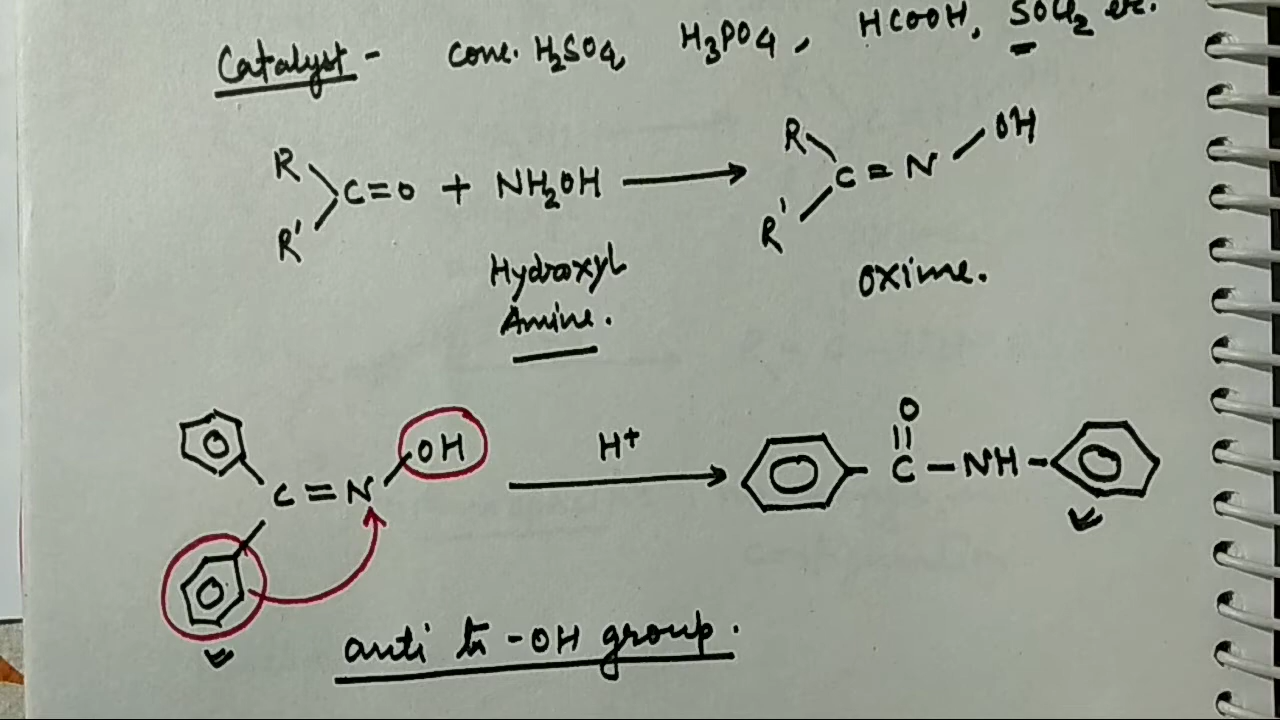 Catalyst - conc. H₂SO₄, H₃PO₄, HCOOH, SOCl₂ etc.
R
R'
C=O + NH₂OH ⟶
R
R'
C=N
OH
Hydroxyl
Amine.
oxime.
C=N
OH
H⁺
O
C-NH-
anti to -OH group.